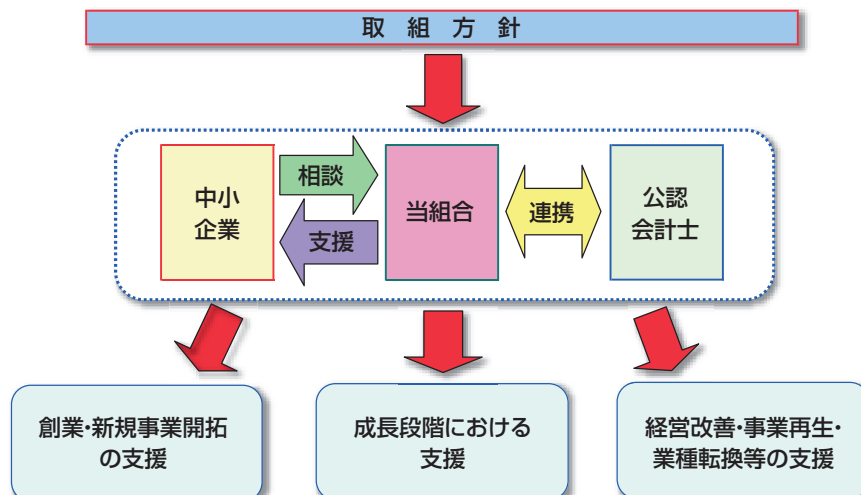 取組方針
中小
企業
相談
支援
当組合
連携
公認
会計士
創業・新規事業開拓
の支援
成長段階における
支援
経営改善・事業再生・
業種転換等の支援